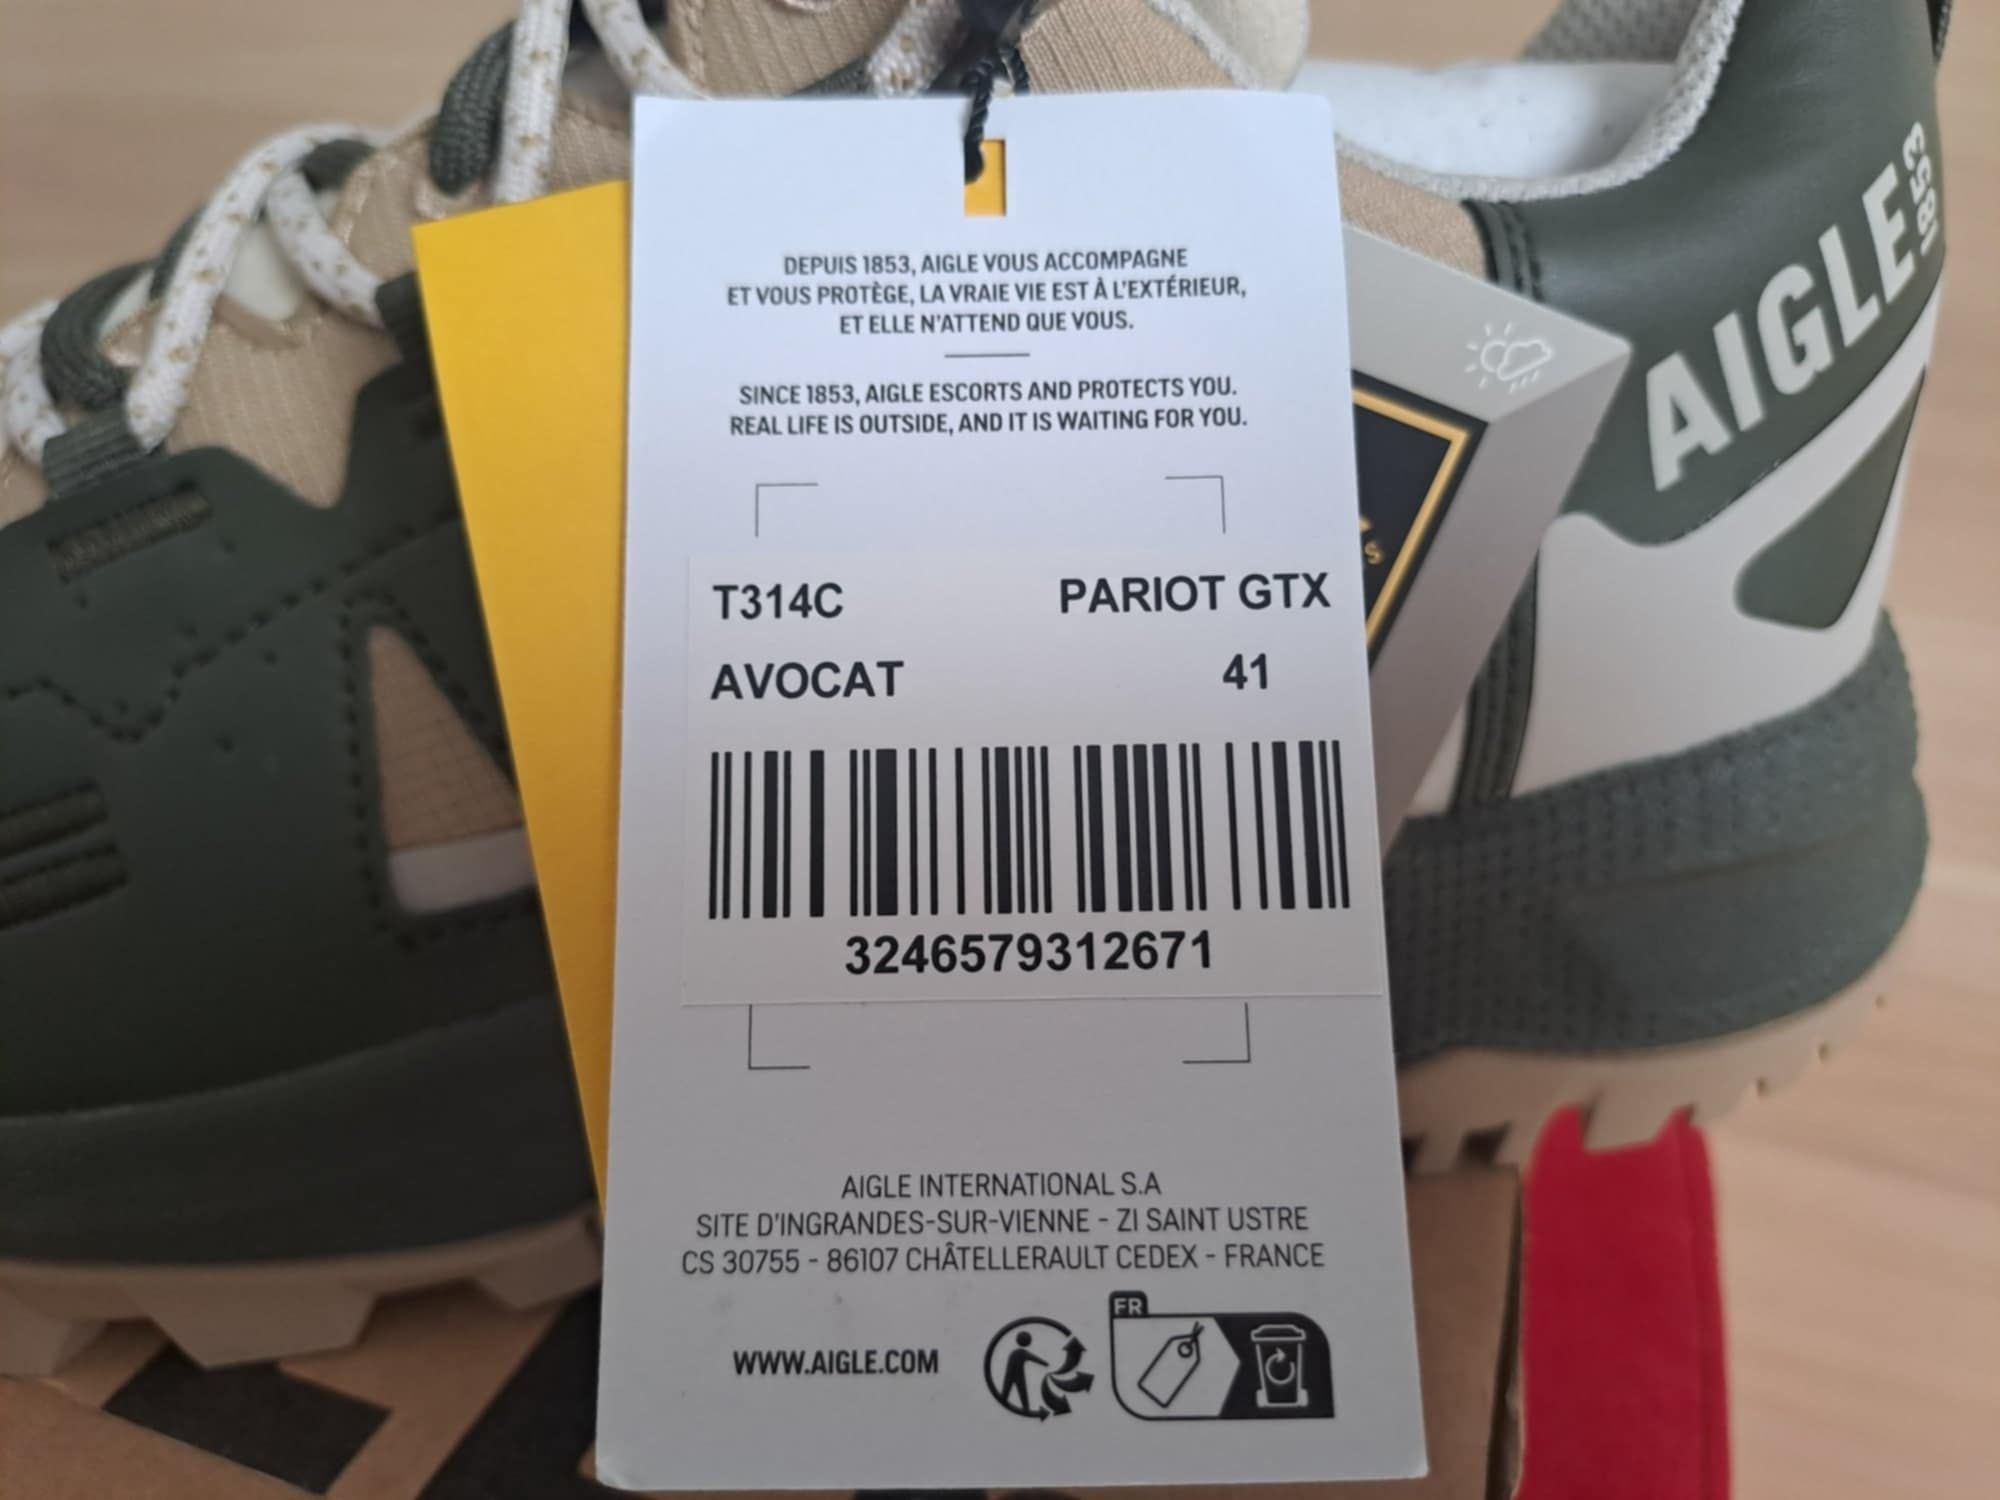 DEPUIS 1853, AIGLE VOUS ACCOMPAGNE
ET VOUS PROTÈGE, LA VRAIE VIE EST À L'EXTÉRIEUR,
ET ELLE N'ATTEND QUE VOUS.
SINCE 1853, AIGLE ESCORTS AND PROTECTS YOU.
REAL LIFE IS OUTSIDE, AND IT IS WAITING FOR YOU.
T314C PARIOT GTX
AVOCAT 41
3246579312671
AIGLE INTERNATIONAL S.A
SITE D'INGRANDES-SUR-VIENNE - ZI SAINT USTRE
CS 30755 - 86107 CHÂTELLERAULT CEDEX - FRANCE
WWW.AIGLE.COM
FR
AIGLE
1853